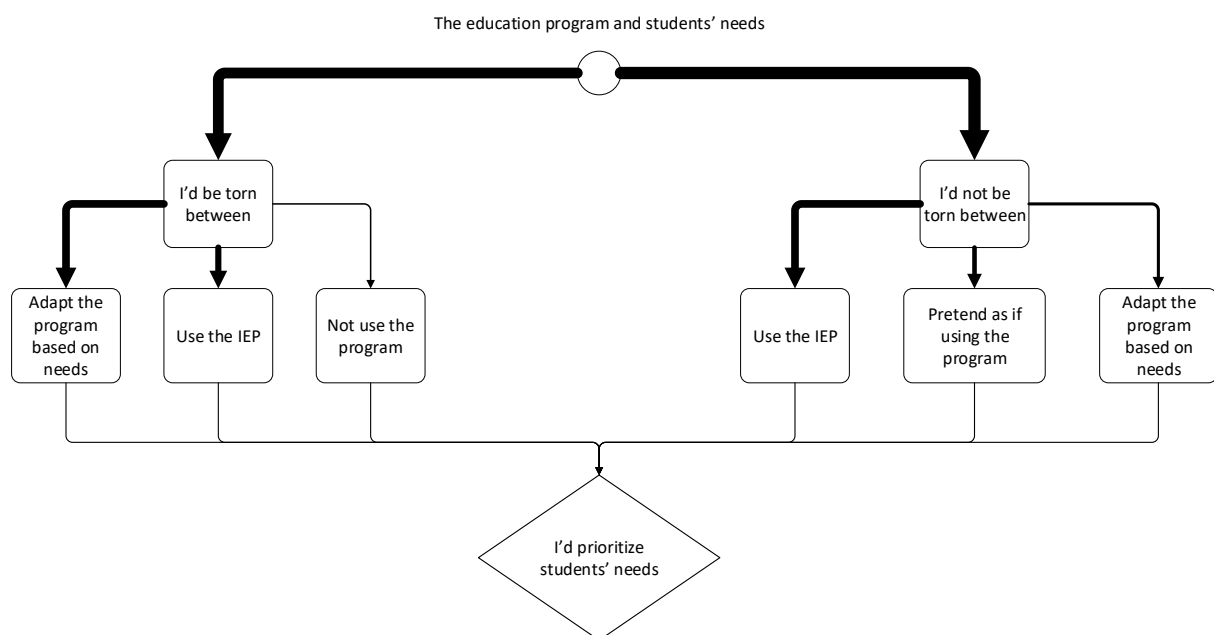 The education program and students’ needs
I’d be torn
between
I’d not be
torn between
Adapt the
program
based on
needs
Use the IEP
Not use the
program
Use the IEP
Pretend as if
using the
program
Adapt the
program
based on
needs
I’d prioritize
students’ needs